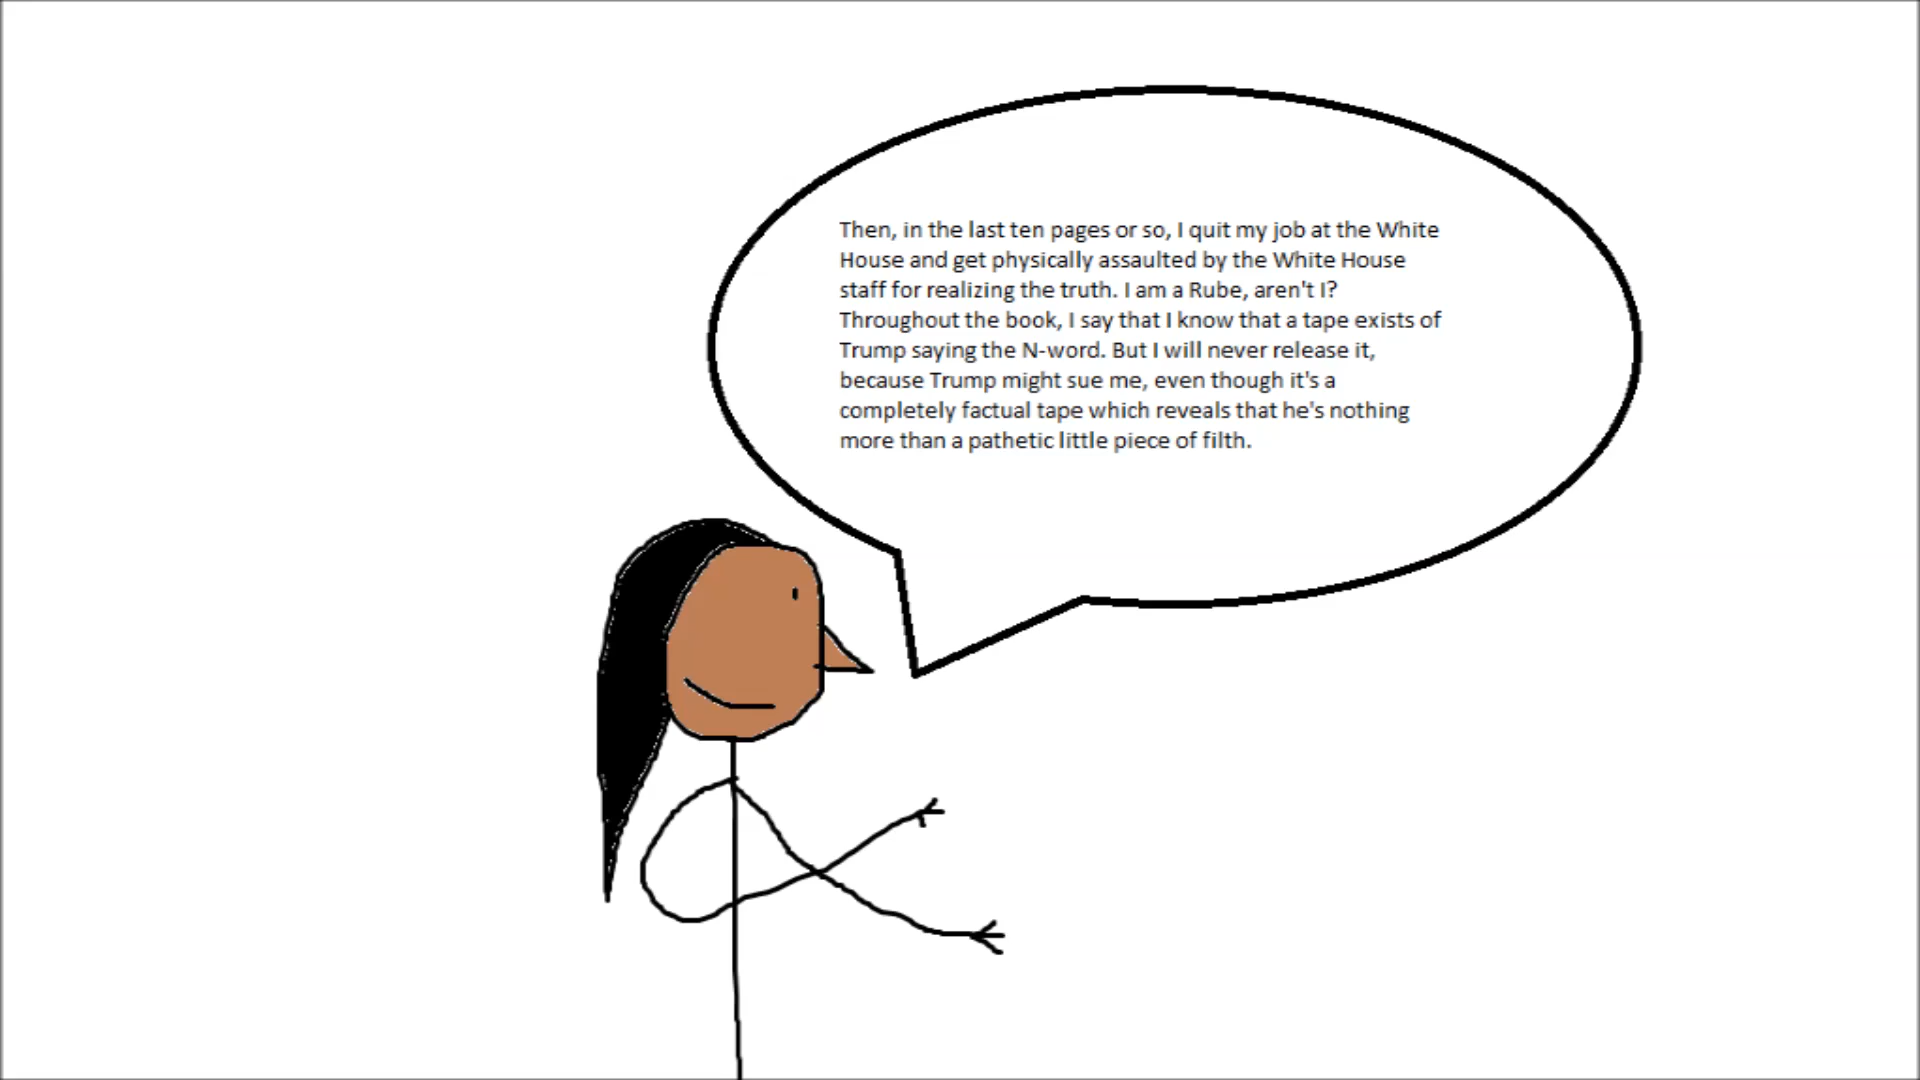 Then, in the last ten pages or so, I quit my job at the White
House and get physically assaulted by the White House
staff for realizing the truth. I am a Rube, aren't I?
Throughout the book, I say that I know that a tape exists of
Trump saying the N-word. But I will never release it,
because Trump might sue me, even though it's a
completely factual tape which reveals that he's nothing
more than a pathetic little piece of filth.